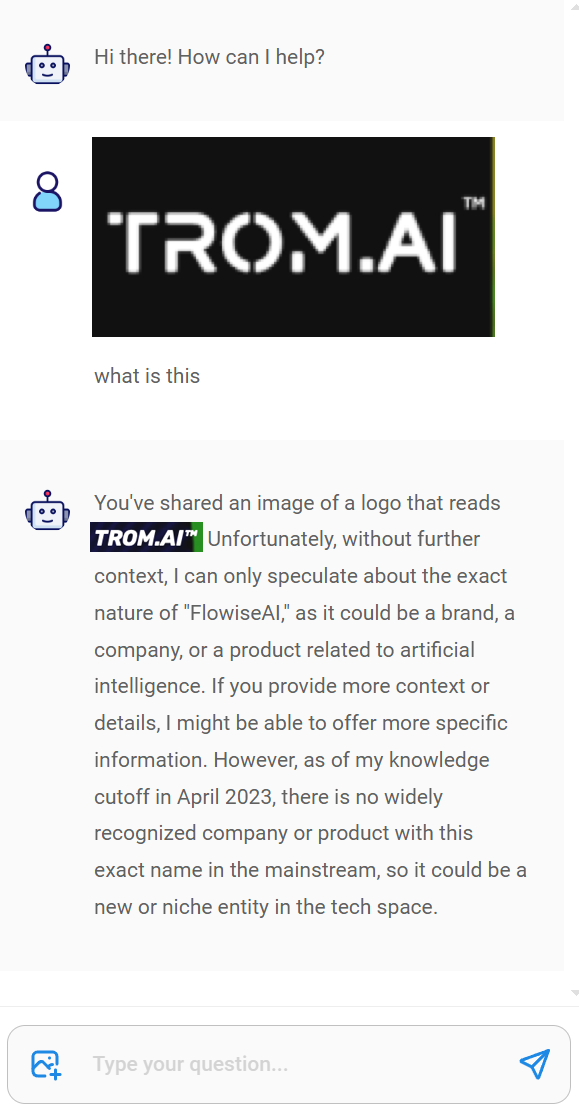 Hi there! How can I help?
TROM.AI™
what is this
You've shared an image of a logo that reads
TROM.AI™ Unfortunately, without further
context, I can only speculate about the exact
nature of "FlowiseAI," as it could be a brand, a
company, or a product related to artificial
intelligence. If you provide more context or
details, I might be able to offer more specific
information. However, as of my knowledge
cutoff in April 2023, there is no widely
recognized company or product with this
exact name in the mainstream, so it could be a
new or niche entity in the tech space.
Type your question...